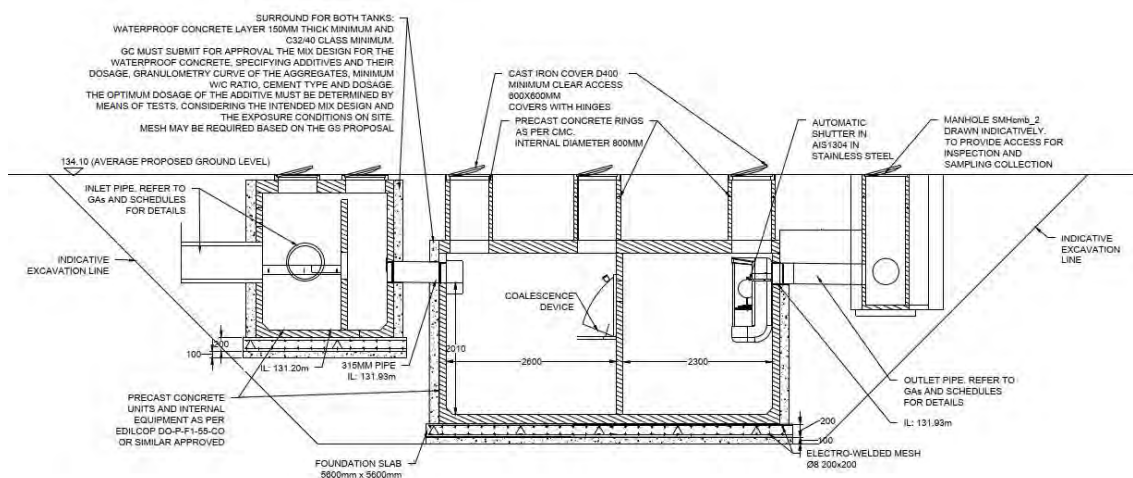 SURROUND FOR BOTH TANKS:
WATERPROOF CONCRETE LAYER 150MM THICK MINIMUM AND
C32/40 CLASS MINIMUM.
GC MUST SUBMIT FOR APPROVAL THE MIX DESIGN FOR THE
WATERPROOF CONCRETE, SPECIFYING ADDITIVES AND THEIR
DOSAGE, GRANULOMETRY CURVE OF THE AGGREGATES, MINIMUM
W/C RATIO, CEMENT TYPE AND DOSAGE.
THE OPTIMUM DOSAGE OF THE ADDITIVE MUST BE DETERMINED BY
MEANS OF TESTS, CONSIDERING THE INTENDED MIX DESIGN AND
THE EXPOSURE CONDITIONS ON SITE.
MESH MAY BE REQUIRED BASED ON THE GS PROPOSAL
CAST IRON COVER D400
MINIMUM CLEAR ACCESS
600X600MM
COVERS WITH HINGES
PRECAST CONCRETE RINGS
AS PER CMC.
INTERNAL DIAMETER 800MM
AUTOMATIC
SHUTTER IN
AIS1304 IN
STAINLESS STEEL
MANHOLE SMHcmb_2
DRAWN INDICATIVELY.
TO PROVIDE ACCESS FOR
INSPECTION AND
SAMPLING COLLECTION
134.10 (AVERAGE PROPOSED GROUND LEVEL)
INLET PIPE. REFER TO
GAs AND SCHEDULES
FOR DETAILS
INDICATIVE
EXCAVATION LINE
INDICATIVE
EXCAVATION LINE
COALESCENCE
DEVICE
2010
2600
2300
200
100
IL: 131.20m
315MM PIPE
IL: 131.93m
PRECAST CONCRETE
UNITS AND INTERNAL
EQUIPMENT AS PER
EDILCOP DO-P-F1-55-CO
OR SIMILAR APPROVED
OUTLET PIPE. REFER TO
GAs AND SCHEDULES
FOR DETAILS
IL: 131.93m
200
100
ELECTRO-WELDED MESH
Ø8 200x200
FOUNDATION SLAB
5600mm x 5600mm